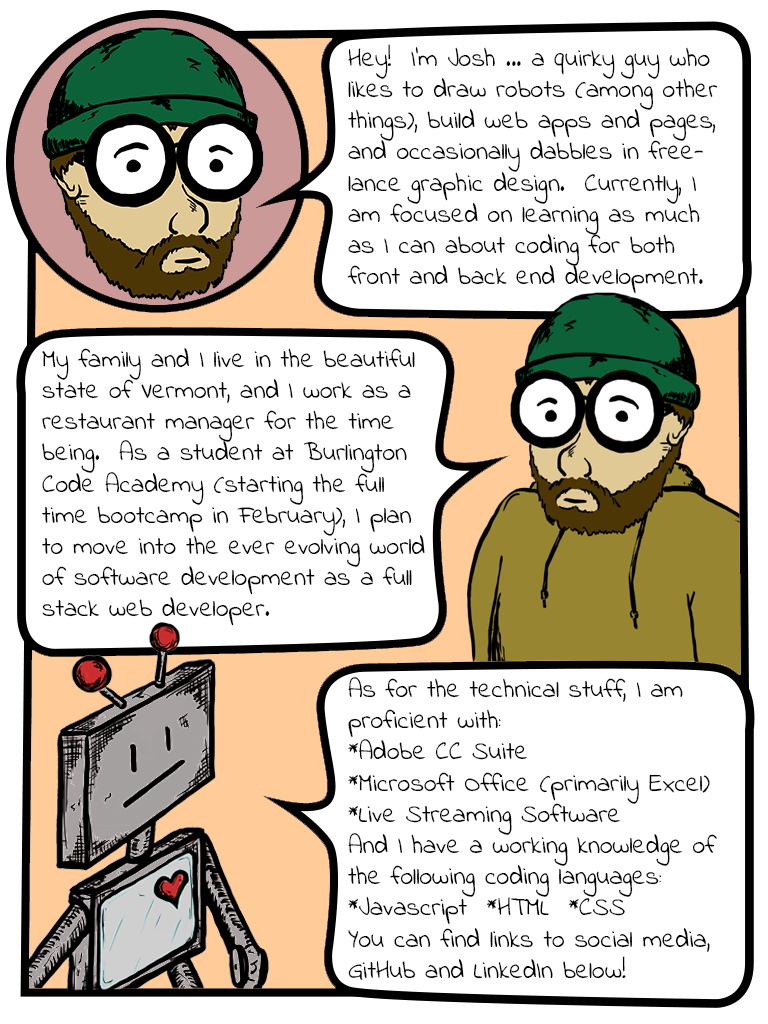 Hey! I'm Josh ... a quirky guy who
likes to draw robots (among other
things), build web apps and pages,
and occasionally dabbles in free-
lance graphic design. Currently, I
am focused on learning as much
as I can about coding for both
front and back end development.
My family and I live in the beautiful
state of Vermont, and I work as a
restaurant manager for the time
being. As a student at Burlington
Code Academy (starting the full
time bootcamp in February), I plan
to move into the ever evolving world
of software development as a full
stack web developer.
As for the technical stuff, I am
proficient with:
*Adobe CC Suite
*Microsoft Office (primarily Excel)
*Live Streaming Software
And I have a working knowledge of
the following coding languages:
*Javascript *HTML *CSS
You can find links to social media,
GitHub and LinkedIn below!